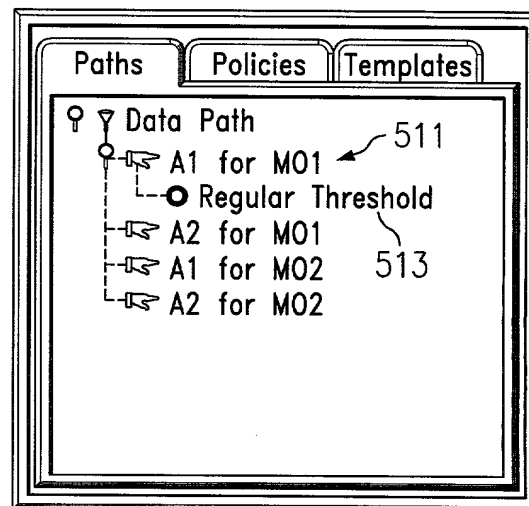 Paths Policies Templates
Data Path
A1 for MO1 511
Regular Threshold
A2 for MO1 513
A1 for MO2
A2 for MO2